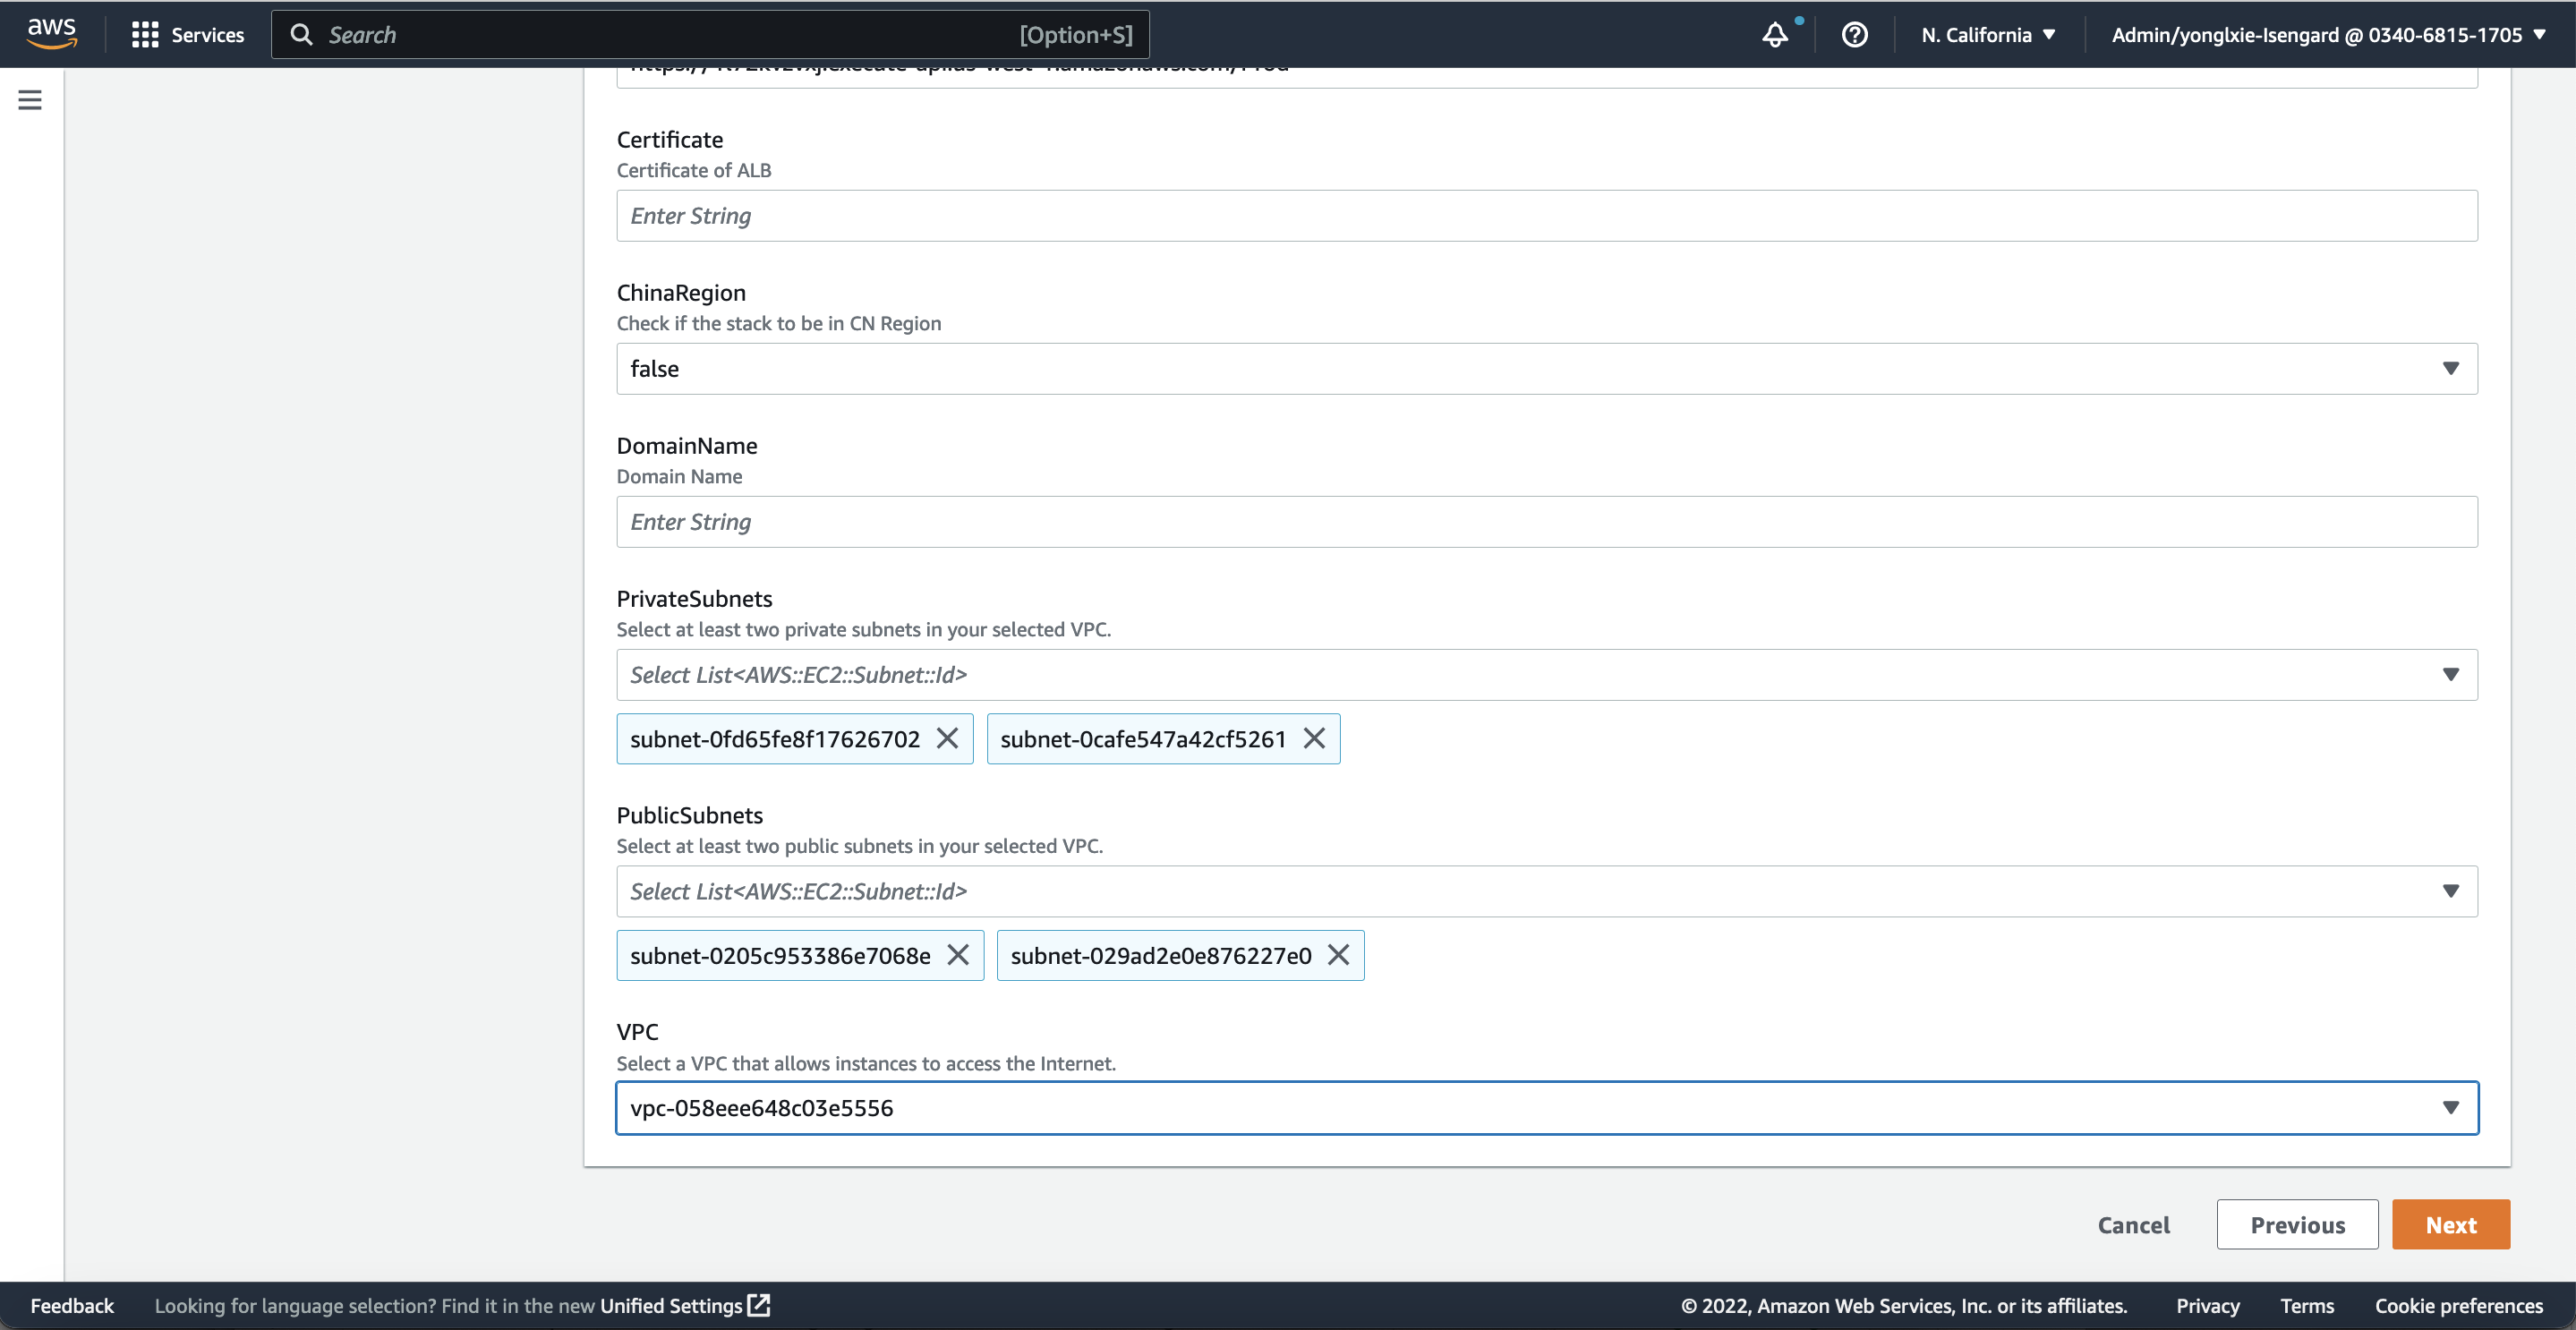 aws
Services
Search
[Option+S]
N. California
Admin/yonglxie-Isengard @ 0340-6815-1705
Certificate
Certificate of ALB
Enter String
ChinaRegion
Check if the stack to be in CN Region
false
DomainName
Domain Name
Enter String
PrivateSubnets
Select at least two private subnets in your selected VPC.
Select List<AWS::EC2::Subnet::Id>
subnet-0fd65fe8f17626702
subnet-0cafe547a42cf5261
PublicSubnets
Select at least two public subnets in your selected VPC.
Select List<AWS::EC2::Subnet::Id>
subnet-0205c953386e7068e
subnet-029ad2e0e876227e0
VPC
Select a VPC that allows instances to access the Internet.
vpc-058eee648c03e5556
Cancel
Previous
Next
Feedback
Looking for language selection? Find it in the new Unified Settings
© 2022, Amazon Web Services, Inc. or its affiliates.
Privacy
Terms
Cookie preferences